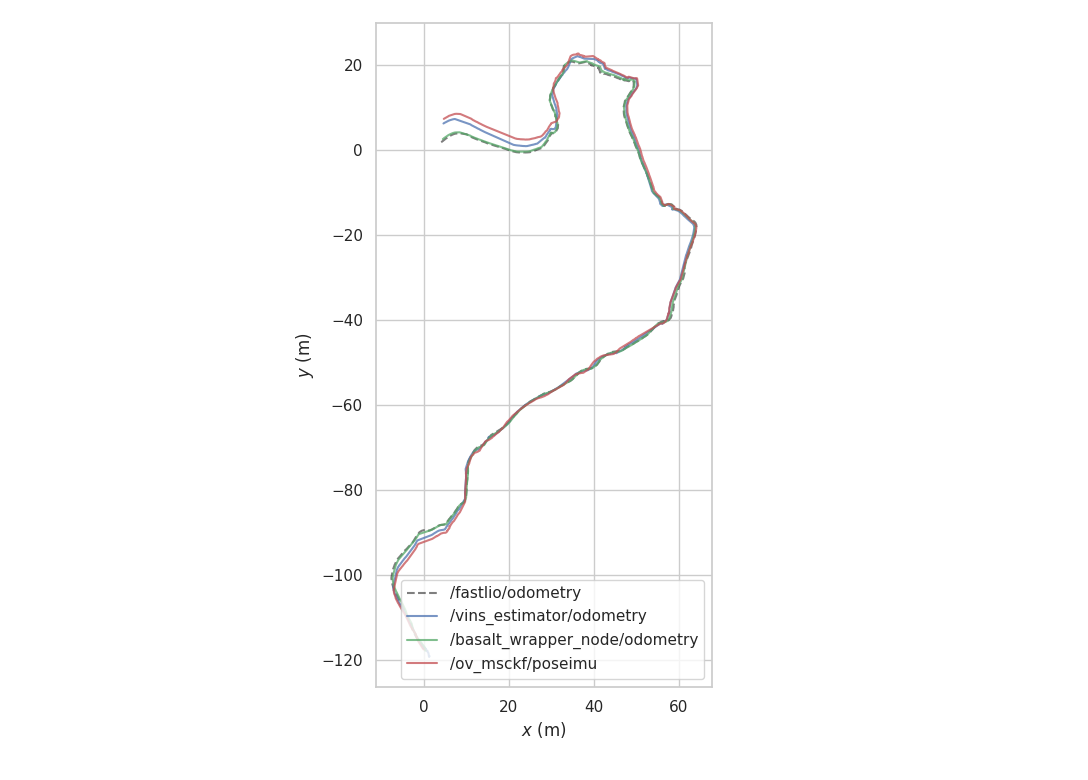 20
0
−20
−40
−60
−80
−100
−120
y (m)
/fastlio/odometry
/vins_estimator/odometry
/basalt_wrapper_node/odometry
/ov_msckf/poseimu
0 20 40 60
x (m)